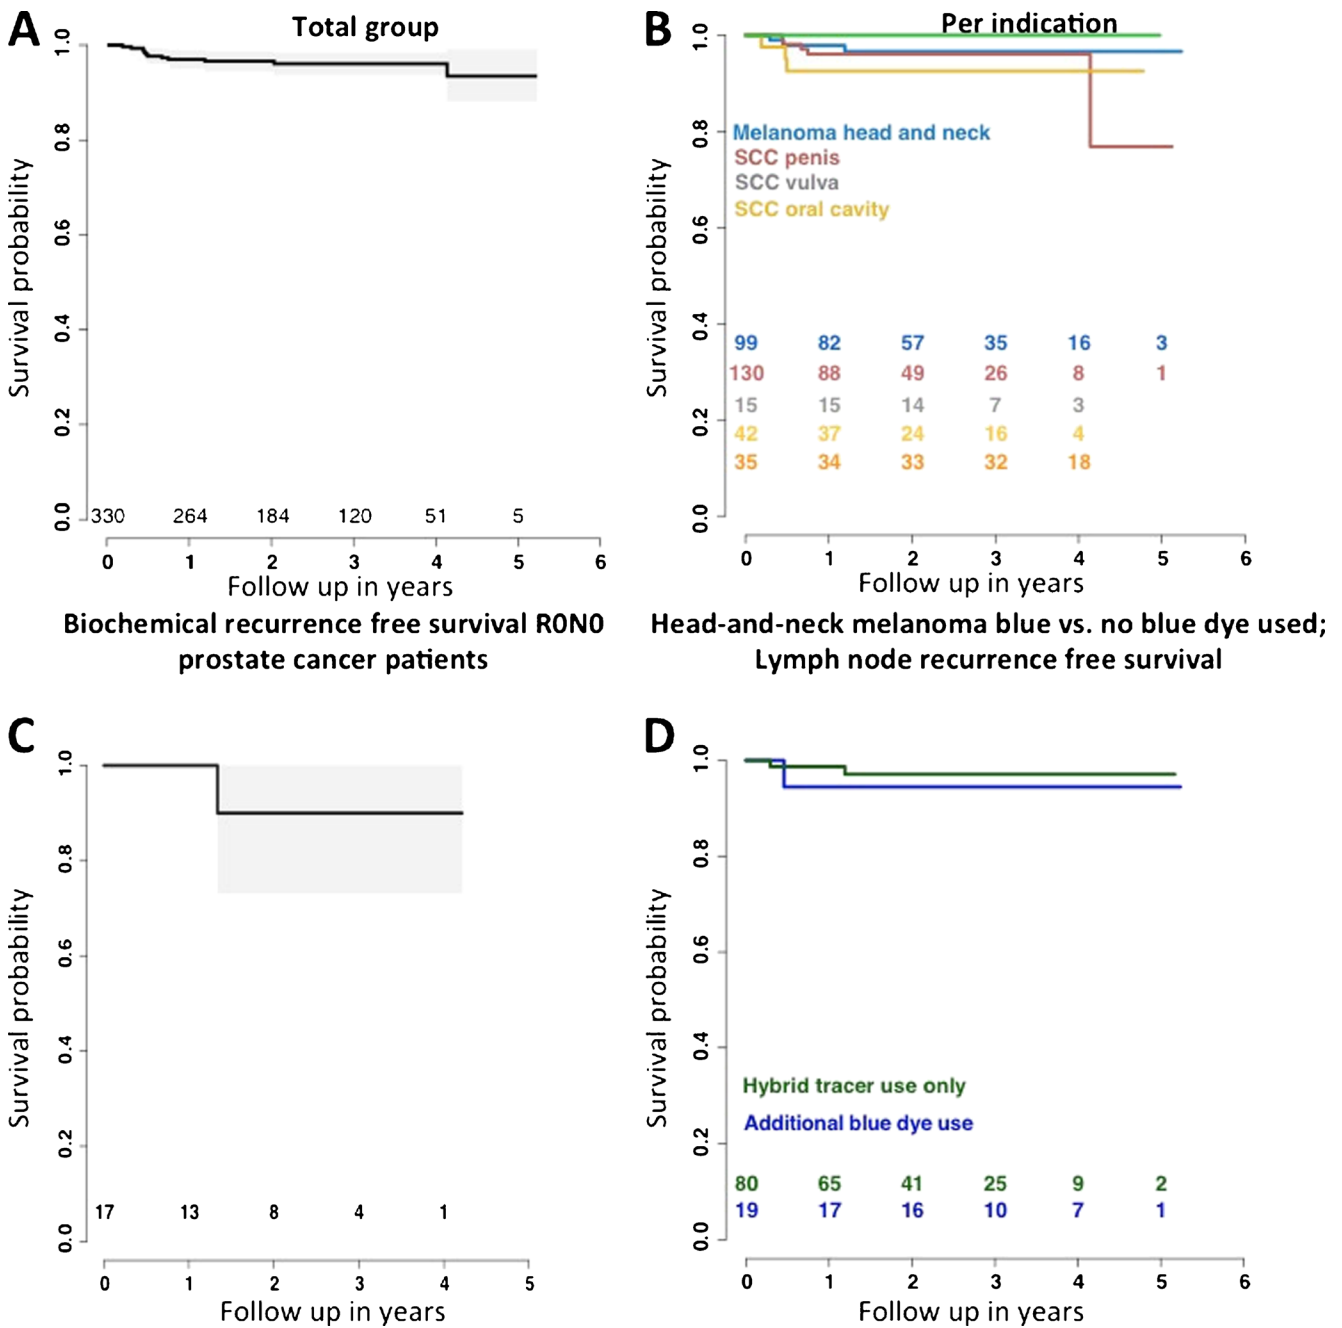 A
Total group
Survival probability
1.0
0.8
0.6
0.4
0.2
0.0
330 264 184 120 51 5
0 1 2 3 4 5 6
Follow up in years
B
Per indication
Survival probability
1.0
0.8
0.6
0.4
0.2
0.0
Melanoma head and neck
SCC penis
SCC vulva
SCC oral cavity
99 82 57 35 16 3
130 88 49 26 8 1
15 15 14 7 3
42 37 24 16 4
35 34 33 32 18
0 1 2 3 4 5 6
Follow up in years
Biochemical recurrence free survival R0N0
prostate cancer patients
C
Survival probability
1.0
0.8
0.6
0.4
0.2
0.0
17 13 8 4 1
0 1 2 3 4 5
Follow up in years
Head-and-neck melanoma blue vs. no blue dye used;
Lymph node recurrence free survival
D
Survival probability
1.0
0.8
0.6
0.4
0.2
0.0
Hybrid tracer use only
Additional blue dye use
80 65 41 25 9 2
19 17 16 10 7 1
0 1 2 3 4 5 6
Follow up in years